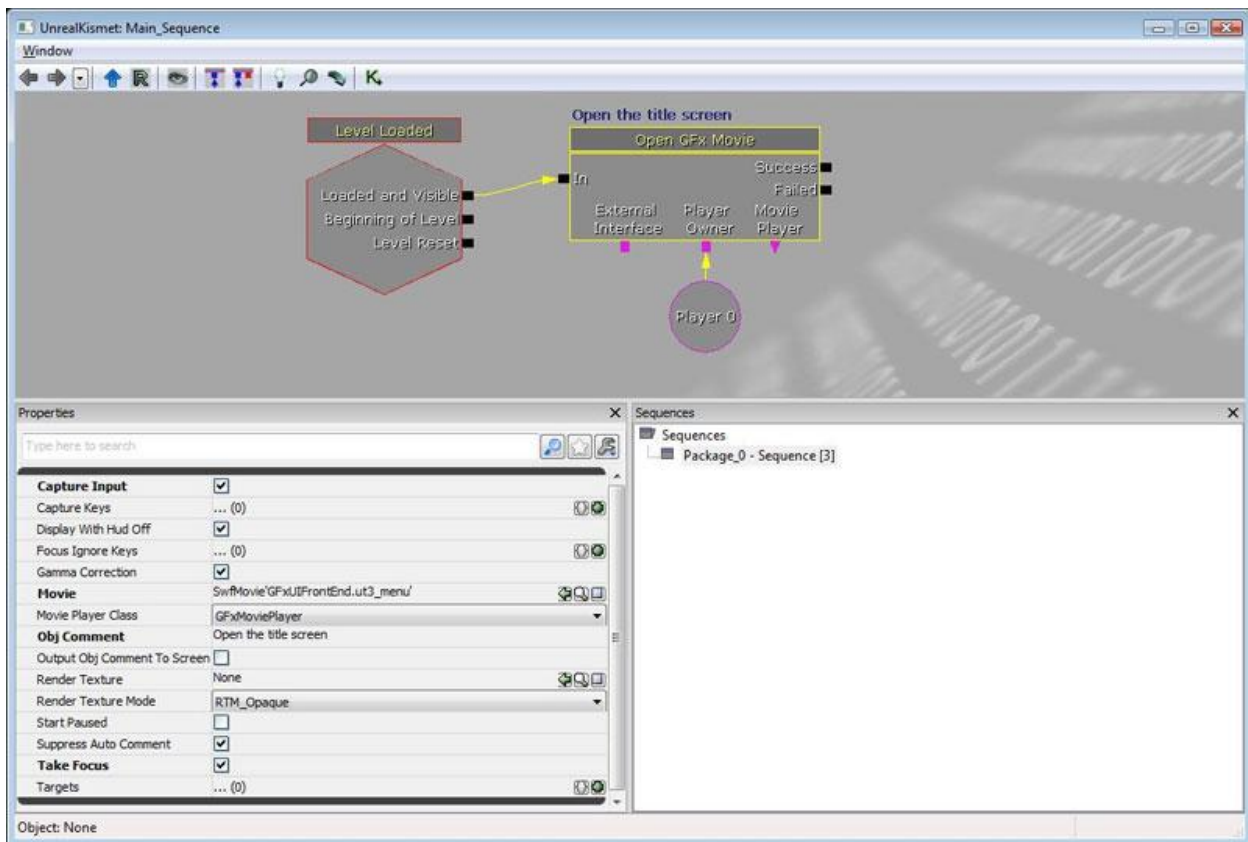 UnrealKismet: Main_Sequence
Window
R
K
Open the title screen
Level Loaded
Loaded and Visible
Beginning of Level
Level Reset
Open GFx Movie
In
Success
Failed
External Interface
Player Owner
Movie Player
Player 0
Properties
Type here to search
Capture Input
Capture Keys ... (0)
Display With Hud Off
Focus Ignore Keys ... (0)
Gamma Correction
Movie SwfMovie'GFxUIFrontEnd.ut3_menu'
Movie Player Class GFxMoviePlayer
Obj Comment Open the title screen
Output Obj Comment To Screen
Render Texture None
Render Texture Mode RTM_Opaque
Start Paused
Suppress Auto Comment
Take Focus
Targets ... (0)
Sequences
Sequences
Package_0 - Sequence [3]
Object: None